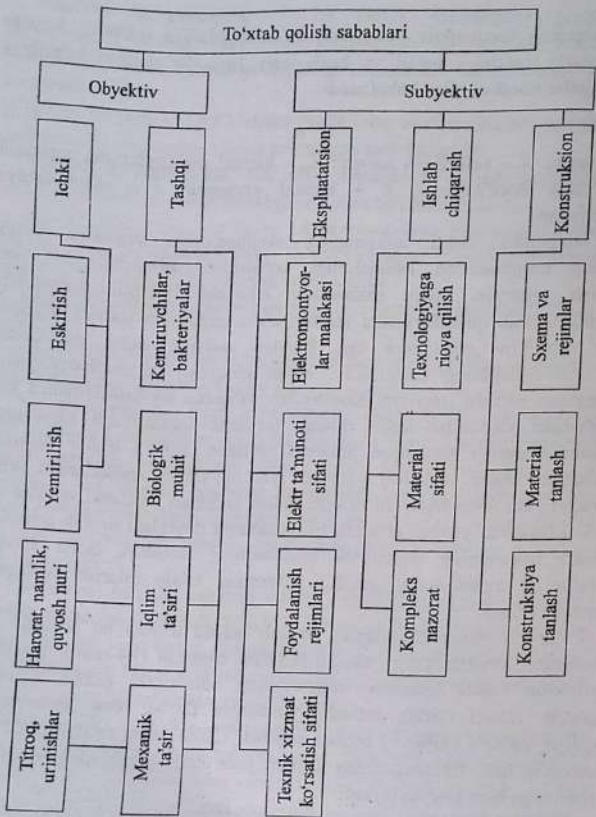 To'xtab qolish sabablari
Obyektiv
Subyektiv
Ichki
Tashqi
Ekspluatatsion
Ishlab
chiqarish
Konstruksion
Eskirish
Kemiruvchilar,
bakteriyalar
Elektromontyor-
lar malakasi
Texnologiyaga
rioya qilish
Sxema va
rejimlar
Yemirilish
Biologik
muhit
Elektr ta'minoti
sifati
Material
sifati
Material
tanlash
Harorat, namlik,
quyosh nuri
Iqlim
ta'siri
Foydalanish
rejimlari
Kompleks
nazorat
Konstruksiya
tanlash
Titroq,
urinishlar
Mexanik
ta'sir
Texnik xizmat
ko'rsatish sifati